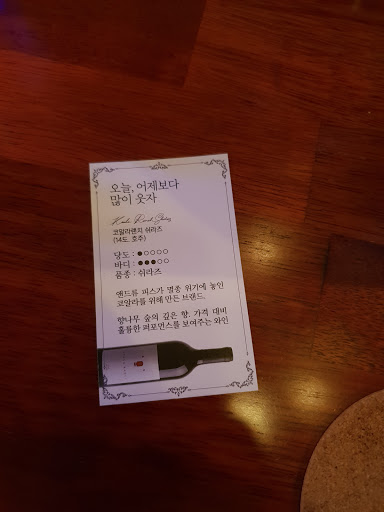 오늘, 어제보다
많이 웃자
Koala Ranch Shiraz
코알라랜치 쉬라즈
(14도, 호주)
당도 : ●○○○○
바디 : ●●●○○
품종 : 쉬라즈
앤드류 퍼스가 멸종 위기에 놓인
코알라를 위해 만든 브랜드.
향나무 숲의 깊은 향. 가격 대비
훌륭한 퍼포먼스를 보여주는 와인